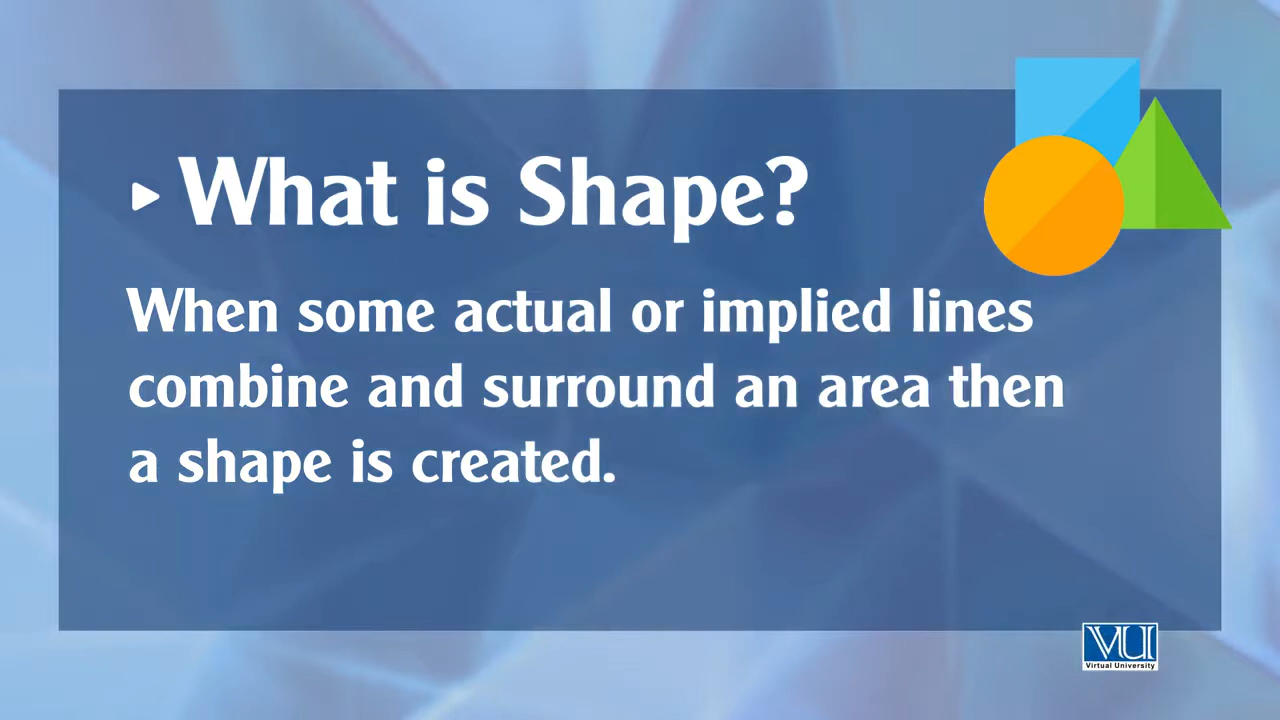 What is Shape?
When some actual or implied lines
combine and surround an area then
a shape is created.
VU
Virtual University